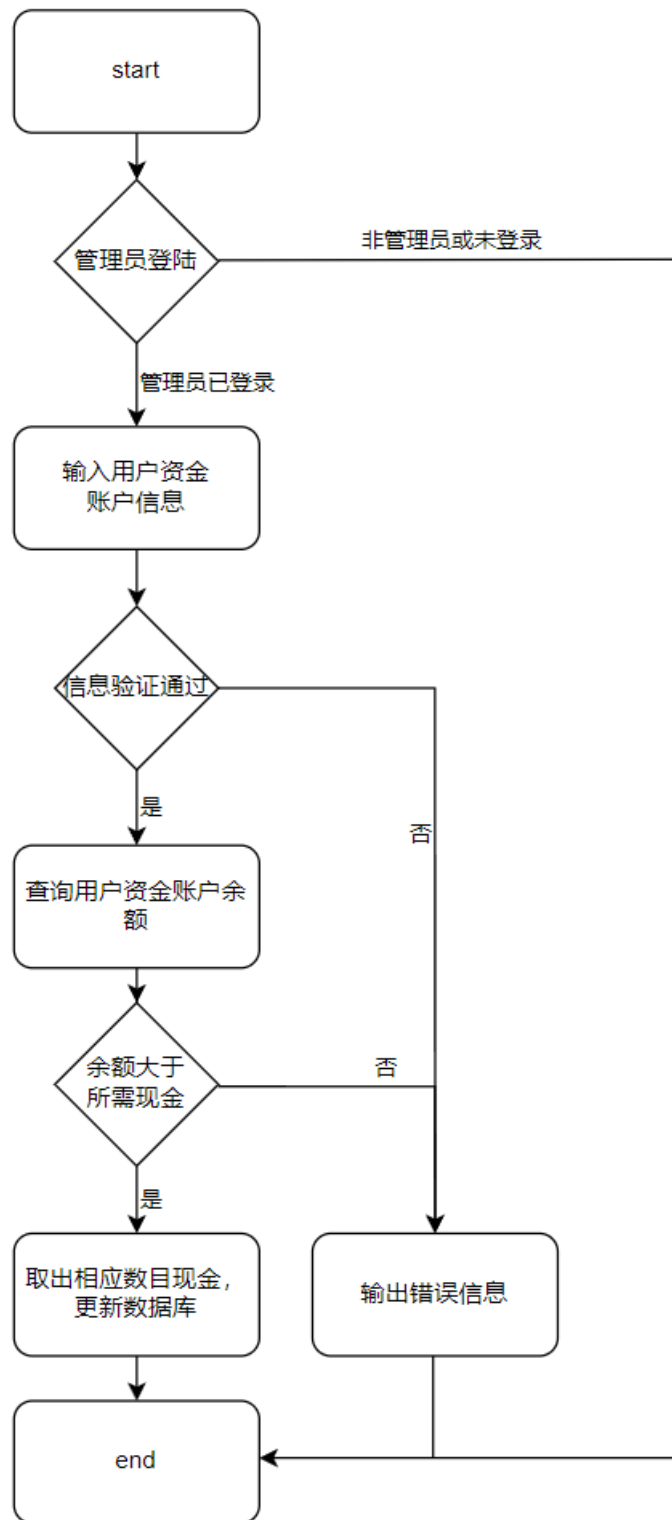 start
管理员登陆
非管理员或未登录
管理员已登录
输入用户资金
账户信息
信息验证通过
是
否
查询用户资金账户余
额
余额大于
所需现金
否
是
取出相应数目现金，
更新数据库
输出错误信息
end